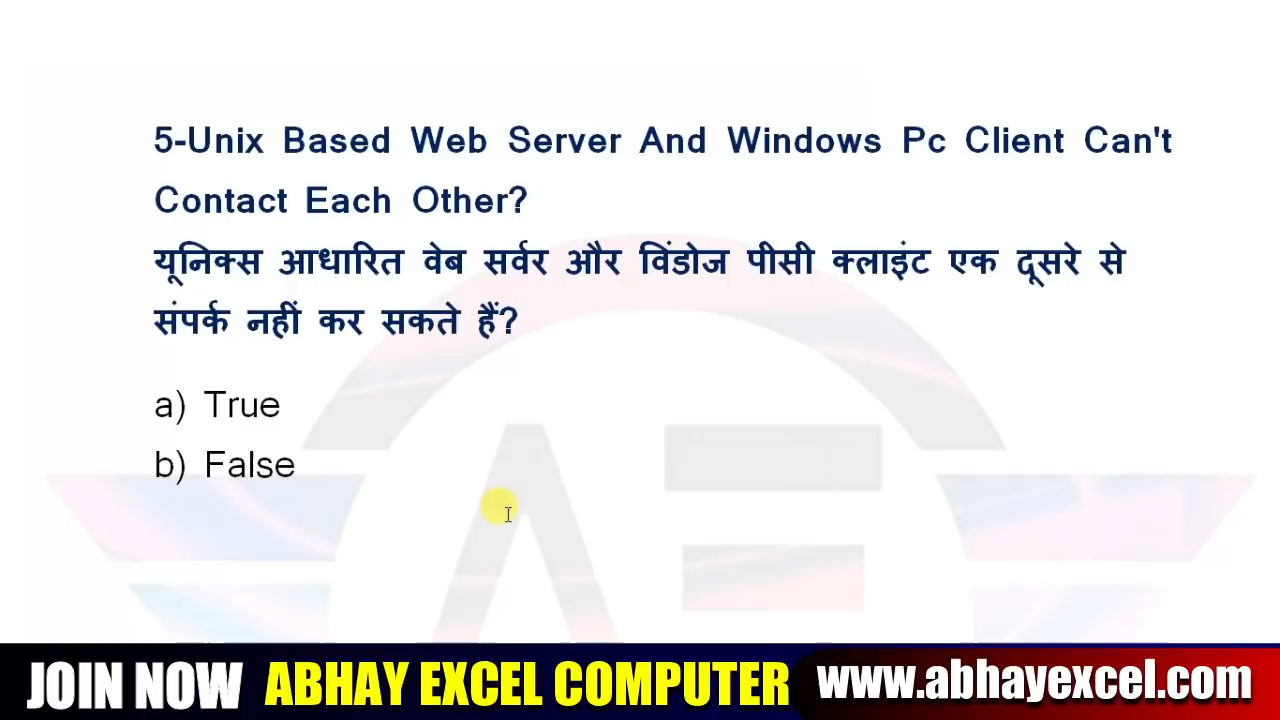 5-Unix Based Web Server And Windows Pc Client Can't
Contact Each Other?
यूनिक्स आधारित वेब सर्वर और विंडोज पीसी क्लाइंट एक दूसरे से
संपर्क नहीं कर सकते हैं?
a) True
b) False
AE
JOIN NOW ABHAY EXCEL COMPUTER www.abhayexcel.com